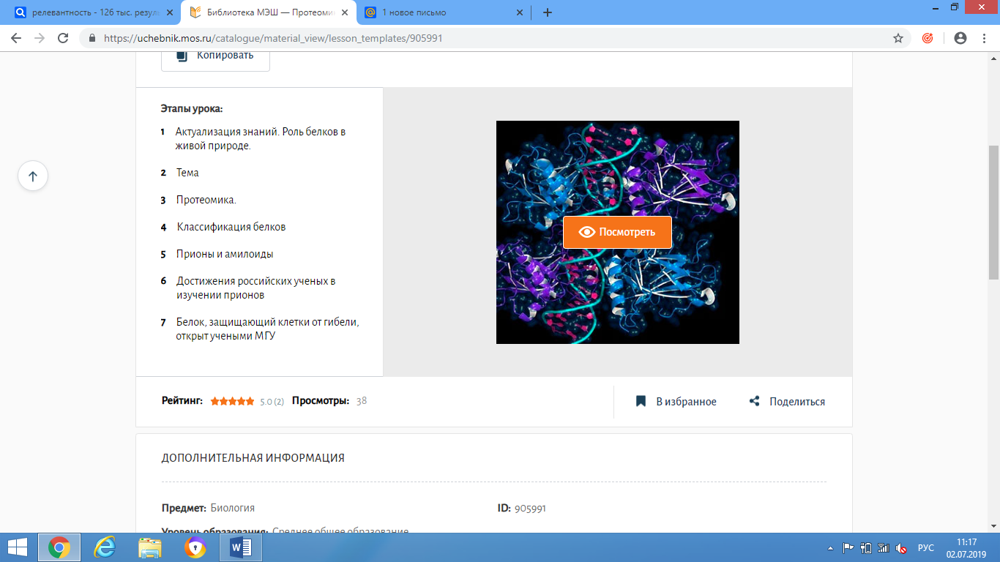 релевантность - 126 тыс. резуль
Библиотека МЭШ — Протеоми
1 новое письмо
https://uchebnik.mos.ru/catalogue/material_view/lesson_templates/905991
Копировать
Этапы урока:
1 Актуализация знаний. Роль белков в
живой природе.
2 Тема
3 Протеомика.
4 Классификация белков
5 Прионы и амилоиды
6 Достижения российских ученых в
изучении прионов
7 Белок, защищающий клетки от гибели,
открыт учеными МГУ
Посмотреть
Рейтинг: 5.0 (2) Просмотры: 38
В избранное
Поделиться
ДОПОЛНИТЕЛЬНАЯ ИНФОРМАЦИЯ
Предмет: Биология
ID: 905991
Уровень образования: Среднее общее образование
РУС
11:17
02.07.2019